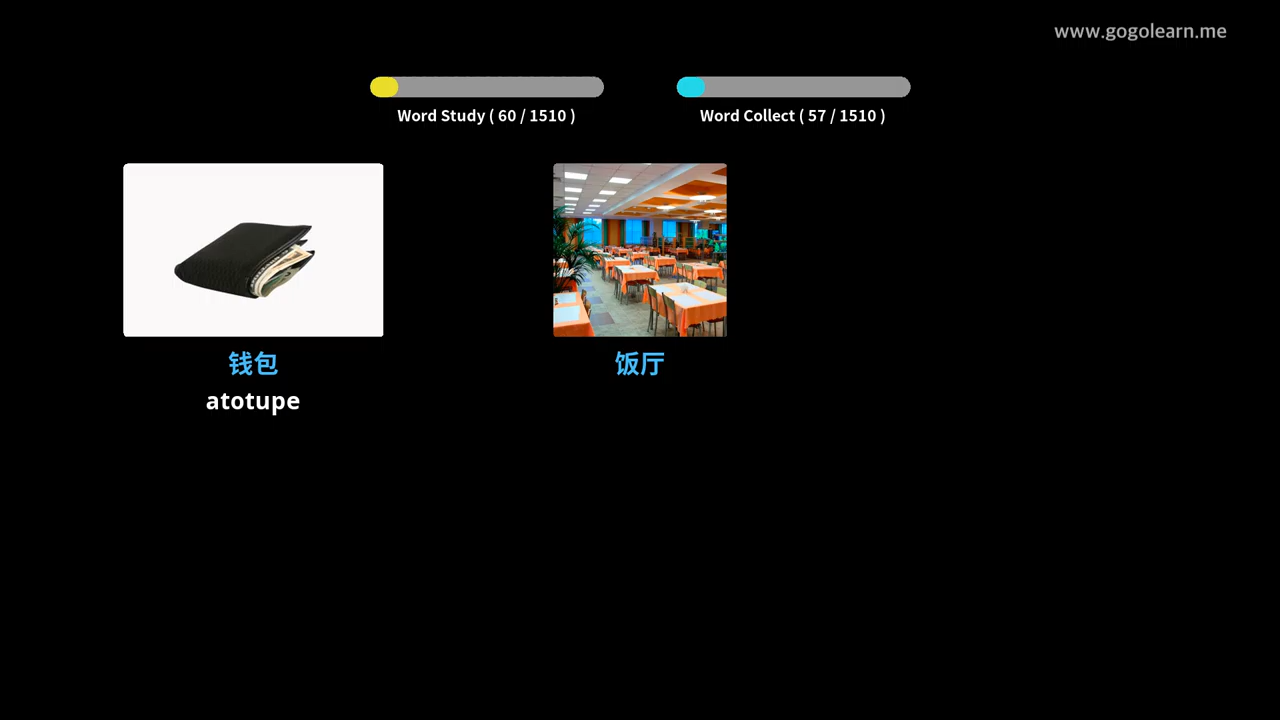 www.gogolearn.me
Word Study ( 60 / 1510 )
Word Collect ( 57 / 1510 )
钱包
atotupe
饭厅